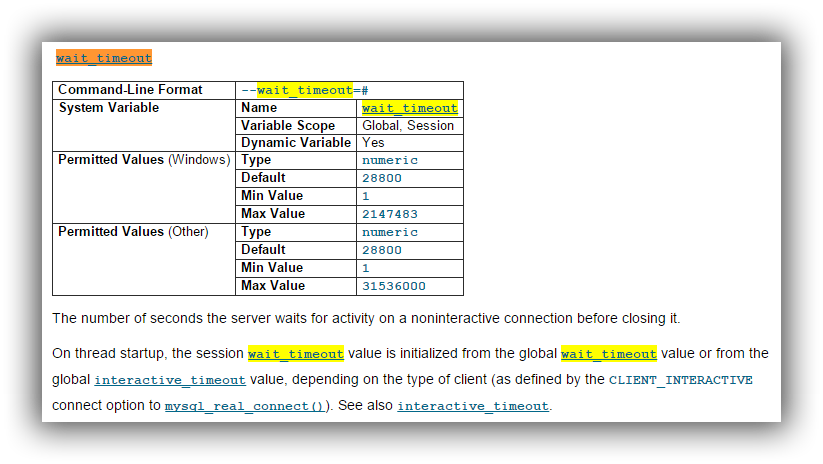 wait_timeout
Command-Line Format --wait_timeout=#
System Variable Name wait_timeout
Variable Scope Global, Session
Dynamic Variable Yes
Permitted Values (Windows) Type numeric
Default 28800
Min Value 1
Max Value 2147483
Permitted Values (Other) Type numeric
Default 28800
Min Value 1
Max Value 31536000
The number of seconds the server waits for activity on a noninteractive connection before closing it.
On thread startup, the session wait_timeout value is initialized from the global wait_timeout value or from the
global interactive_timeout value, depending on the type of client (as defined by the CLIENT_INTERACTIVE
connect option to mysql_real_connect()). See also interactive_timeout.